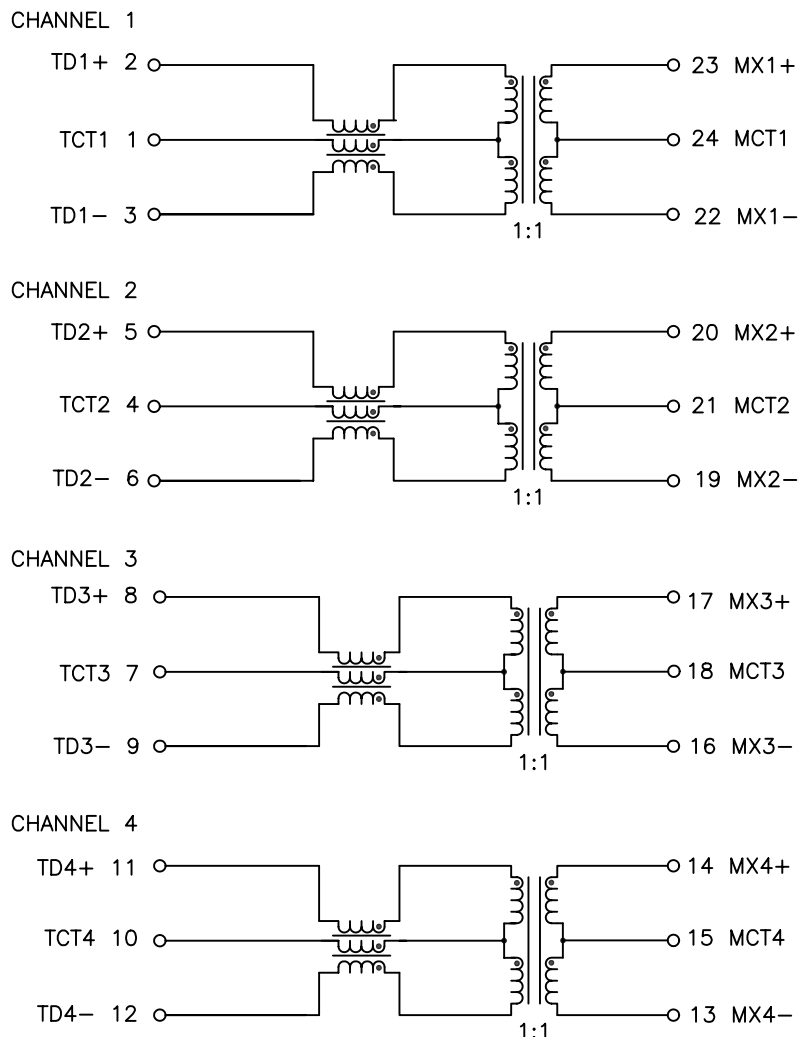 CHANNEL 1
TD1+ 2 23 MX1+
TCT1 1 24 MCT1
TD1− 3 22 MX1−
1:1
CHANNEL 2
TD2+ 5 20 MX2+
TCT2 4 21 MCT2
TD2− 6 19 MX2−
1:1
CHANNEL 3
TD3+ 8 17 MX3+
TCT3 7 18 MCT3
TD3− 9 16 MX3−
1:1
CHANNEL 4
TD4+ 11 14 MX4+
TCT4 10 15 MCT4
TD4− 12 13 MX4−
1:1